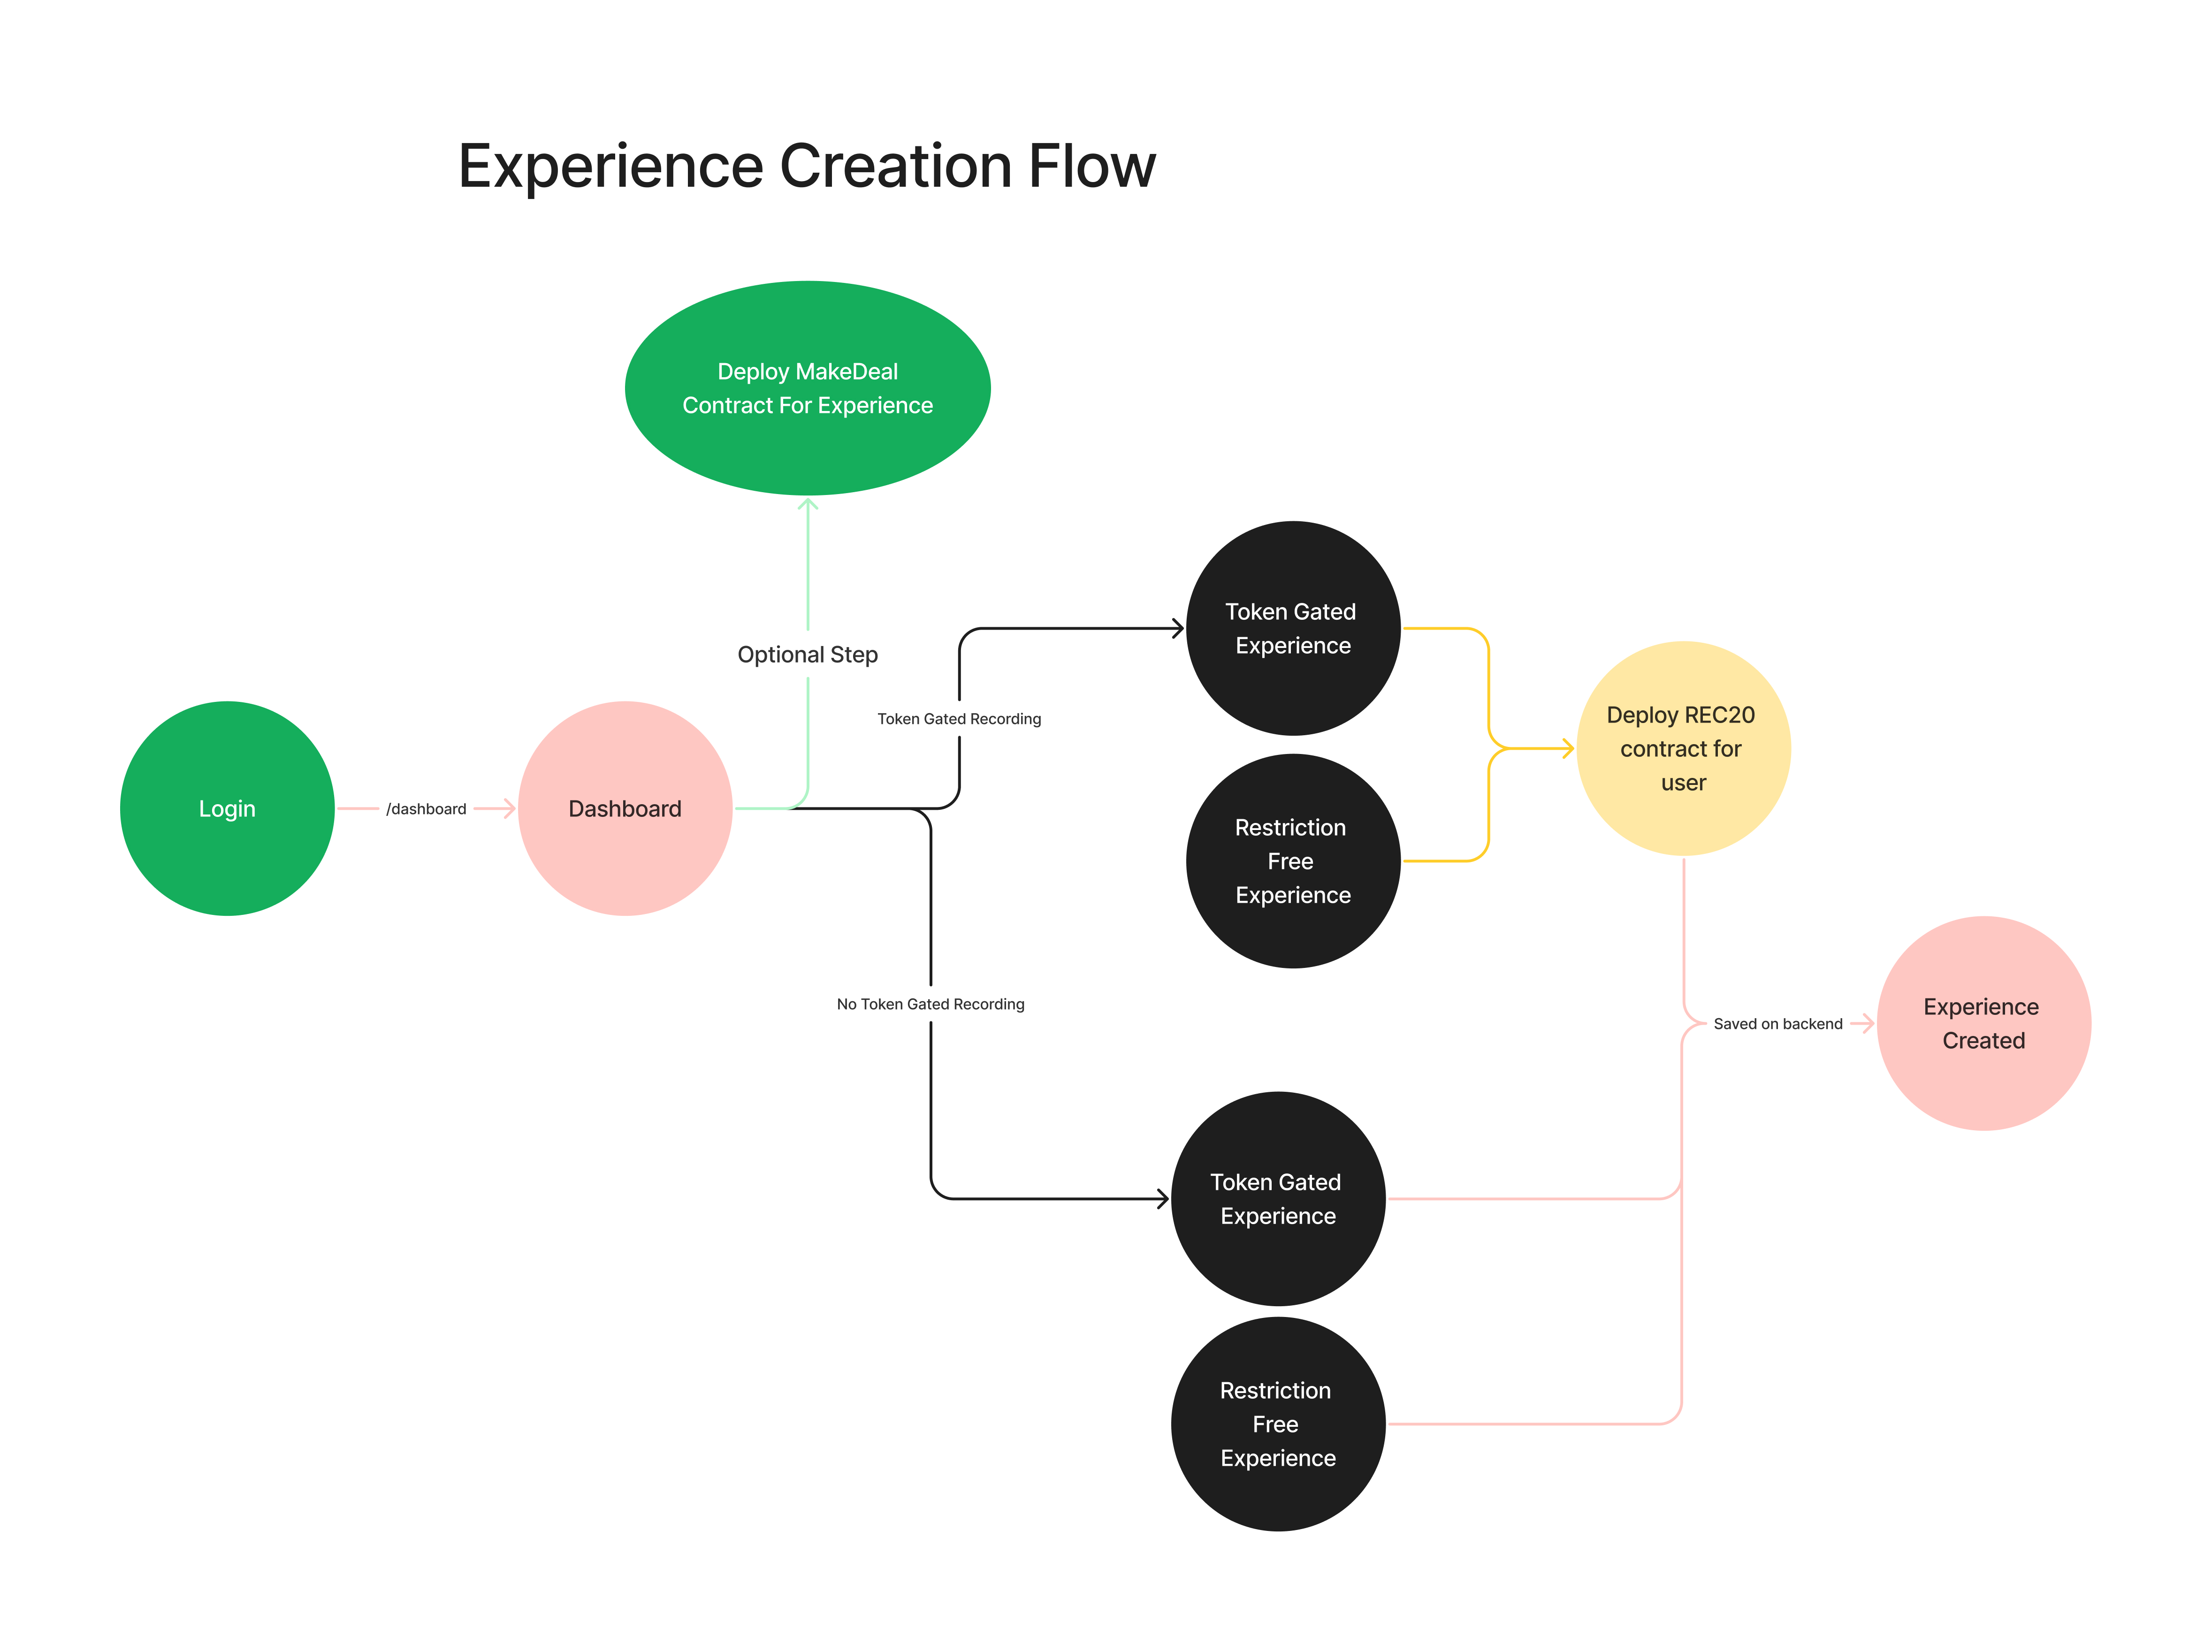 Experience Creation Flow
Deploy MakeDeal
Contract For Experience
Optional Step
Login
/dashboard
Dashboard
Token Gated Recording
No Token Gated Recording
Token Gated
Experience
Restriction
Free
Experience
Deploy REC20
contract for
user
Token Gated
Experience
Restriction
Free
Experience
Saved on backend
Experience
Created